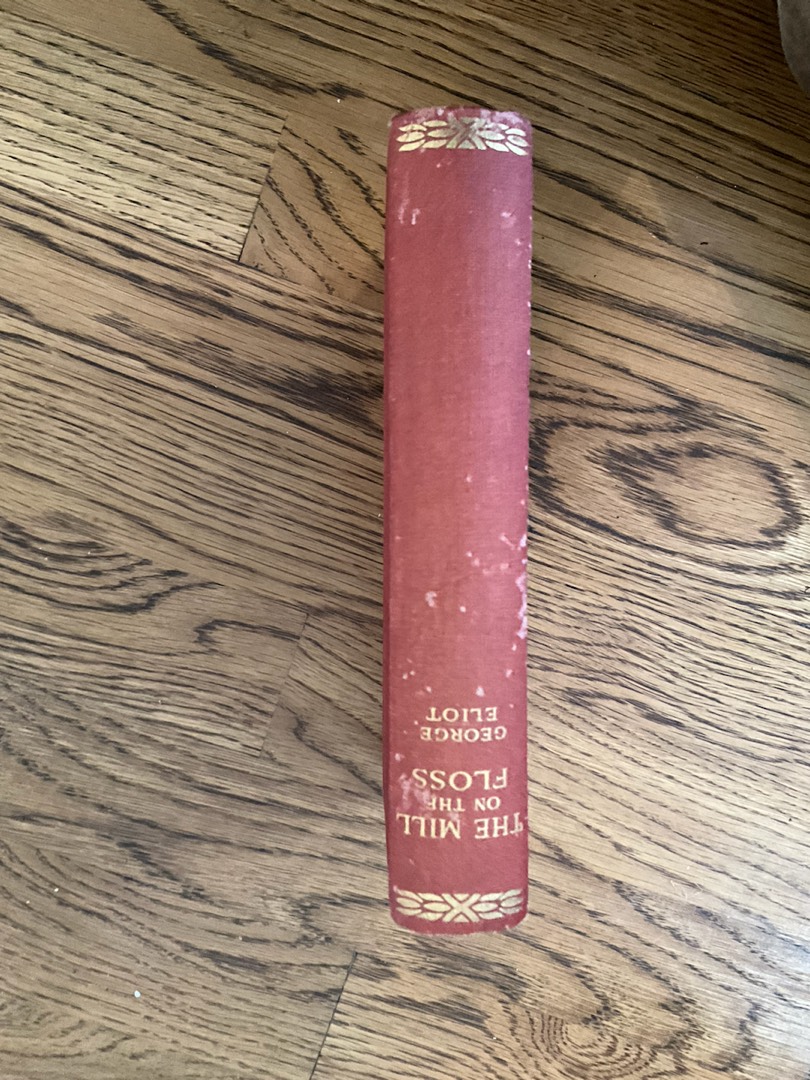 THE MILL
ON THE
FLOSS
GEORGE
ELIOT